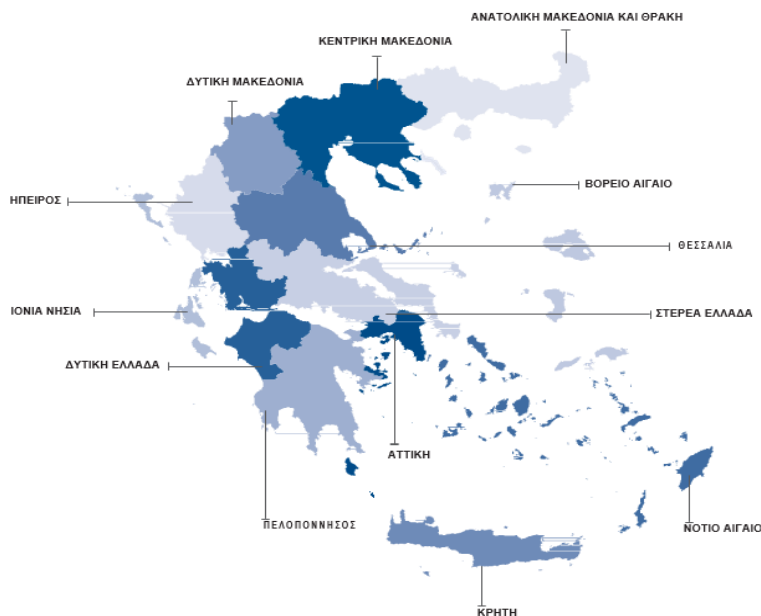 ΑΝΑΤΟΛΙΚΗ ΜΑΚΕΔΟΝΙΑ ΚΑΙ ΘΡΑΚΗ
ΚΕΝΤΡΙΚΗ ΜΑΚΕΔΟΝΙΑ
ΔΥΤΙΚΗ ΜΑΚΕΔΟΝΙΑ
ΒΟΡΕΙΟ ΑΙΓΑΙΟ
ΗΠΕΙΡΟΣ
ΘΕΣΣΑΛΙΑ
ΙΟΝΙΑ ΝΗΣΙΑ
ΣΤΕΡΕΑ ΕΛΛΑΔΑ
ΔΥΤΙΚΗ ΕΛΛΑΔΑ
ΑΤΤΙΚΗ
ΠΕΛΟΠΟΝΝΗΣΟΣ
ΝΟΤΙΟ ΑΙΓΑΙΟ
ΚΡΗΤΗ